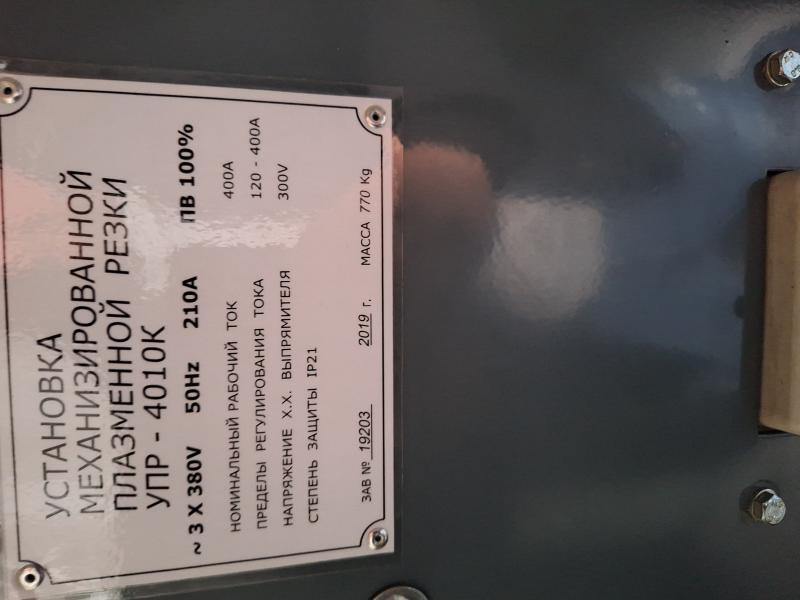 УСТАНОВКА
МЕХАНИЗИРОВАННОЙ
ПЛАЗМЕННОЙ РЕЗКИ
УПР - 4010К
~ 3 X 380V 50Hz 210A ПВ 100%
НОМИНАЛЬНЫЙ РАБОЧИЙ ТОК 400А
ПРЕДЕЛЫ РЕГУЛИРОВАНИЯ ТОКА 120 - 400А
НАПРЯЖЕНИЕ Х.Х. ВЫПРЯМИТЕЛЯ 300V
СТЕПЕНЬ ЗАЩИТЫ IP21
ЗАВ № 19203 2019 г. МАССА 770 Kg